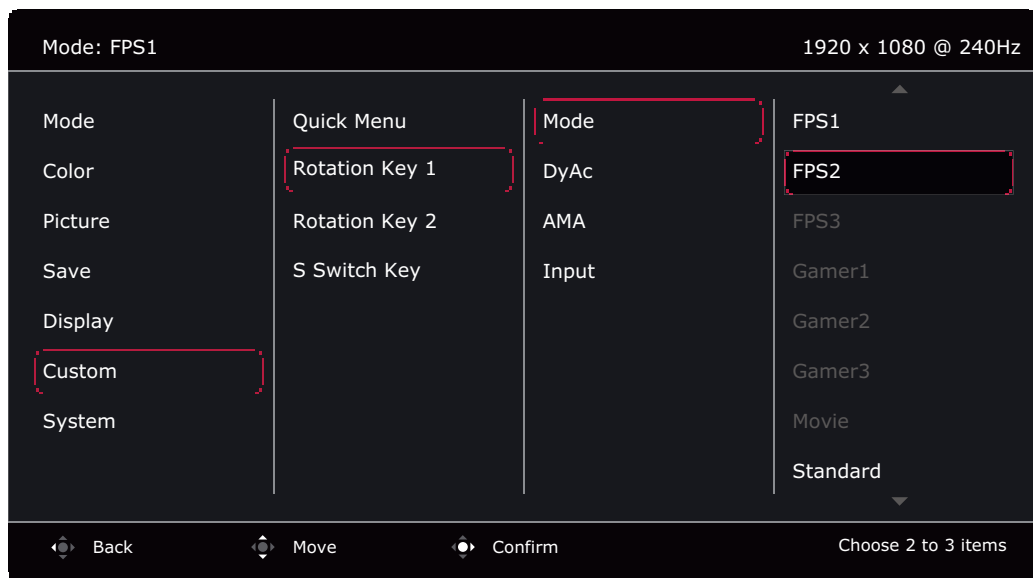 Mode: FPS1
1920 x 1080 @ 240Hz
Mode
Color
Picture
Save
Display
Custom
System
Quick Menu
Rotation Key 1
Rotation Key 2
S Switch Key
Mode
DyAc
AMA
Input
FPS1
FPS2
FPS3
Gamer1
Gamer2
Gamer3
Movie
Standard
Back
Move
Confirm
Choose 2 to 3 items